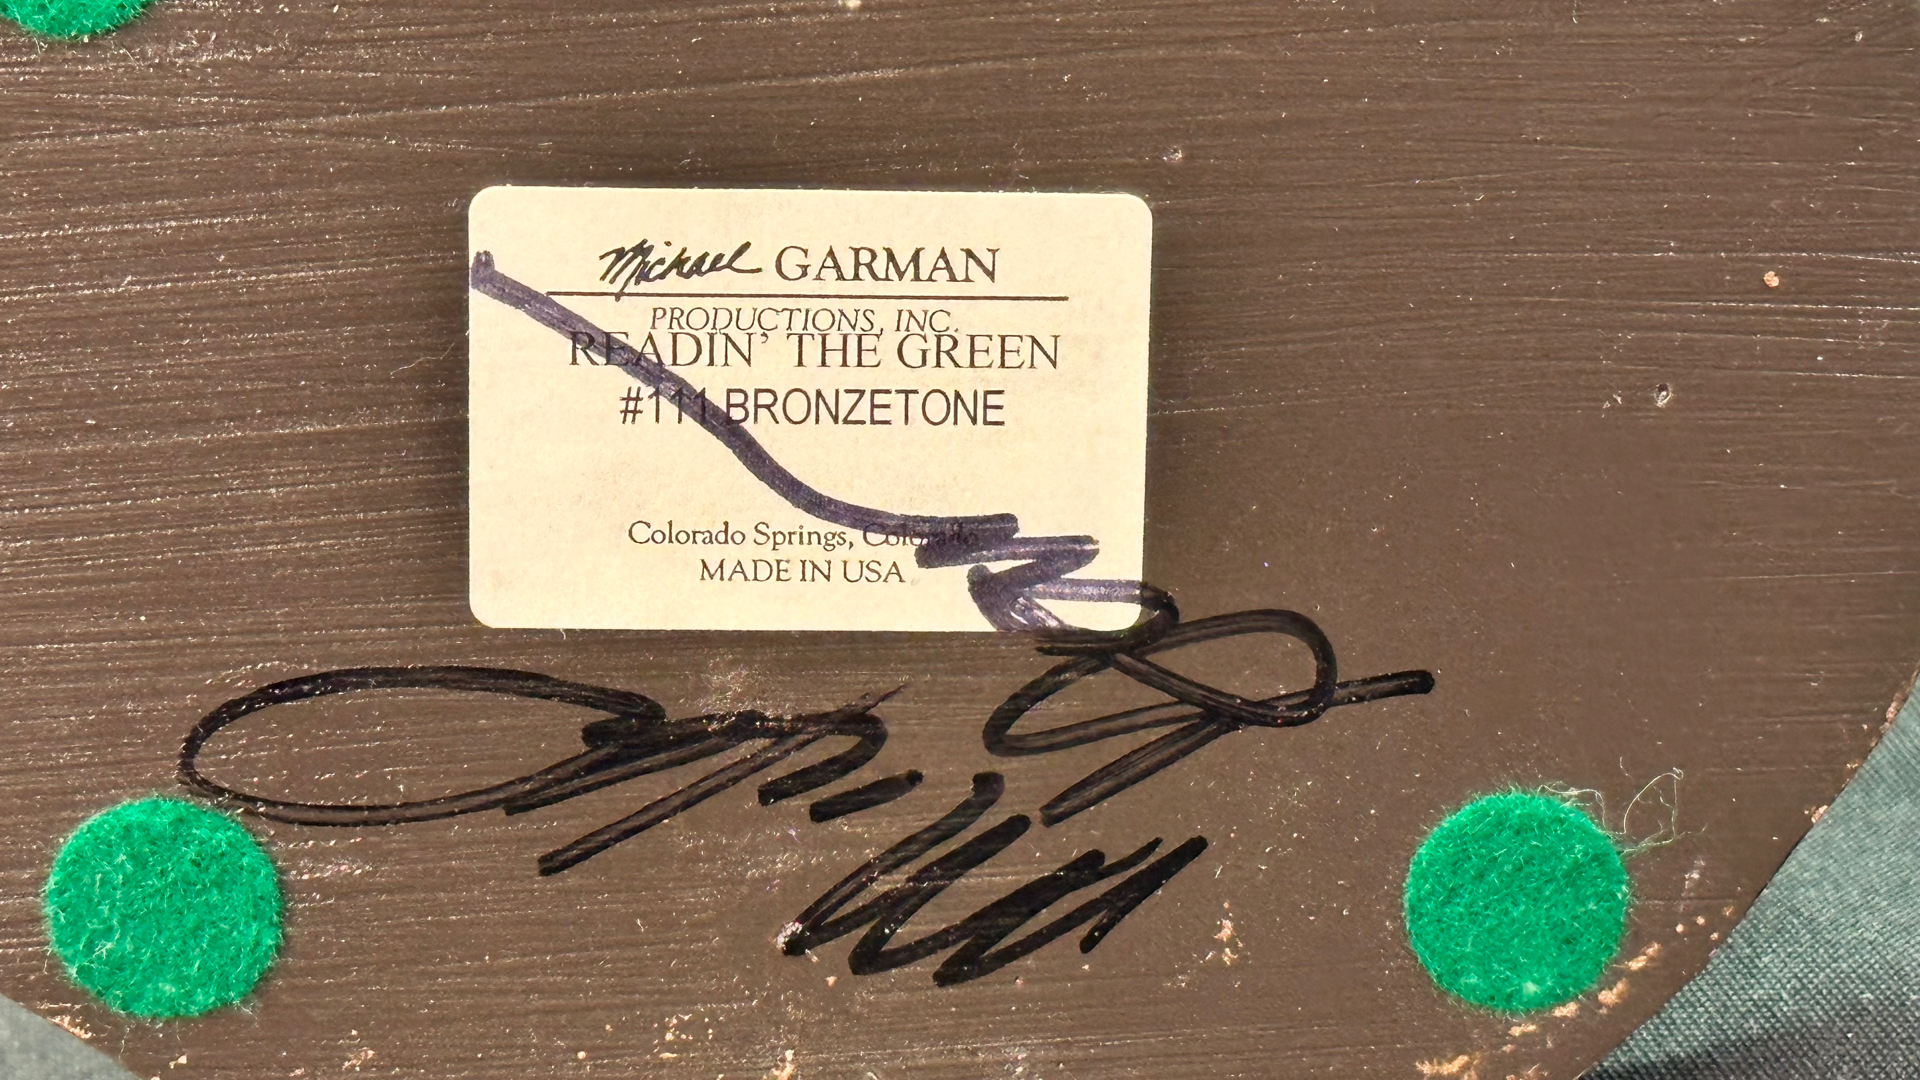 Michael GARMAN
PRODUCTIONS, INC.
READIN' THE GREEN
#111 BRONZETONE
Colorado Springs, Colorado
MADE IN USA